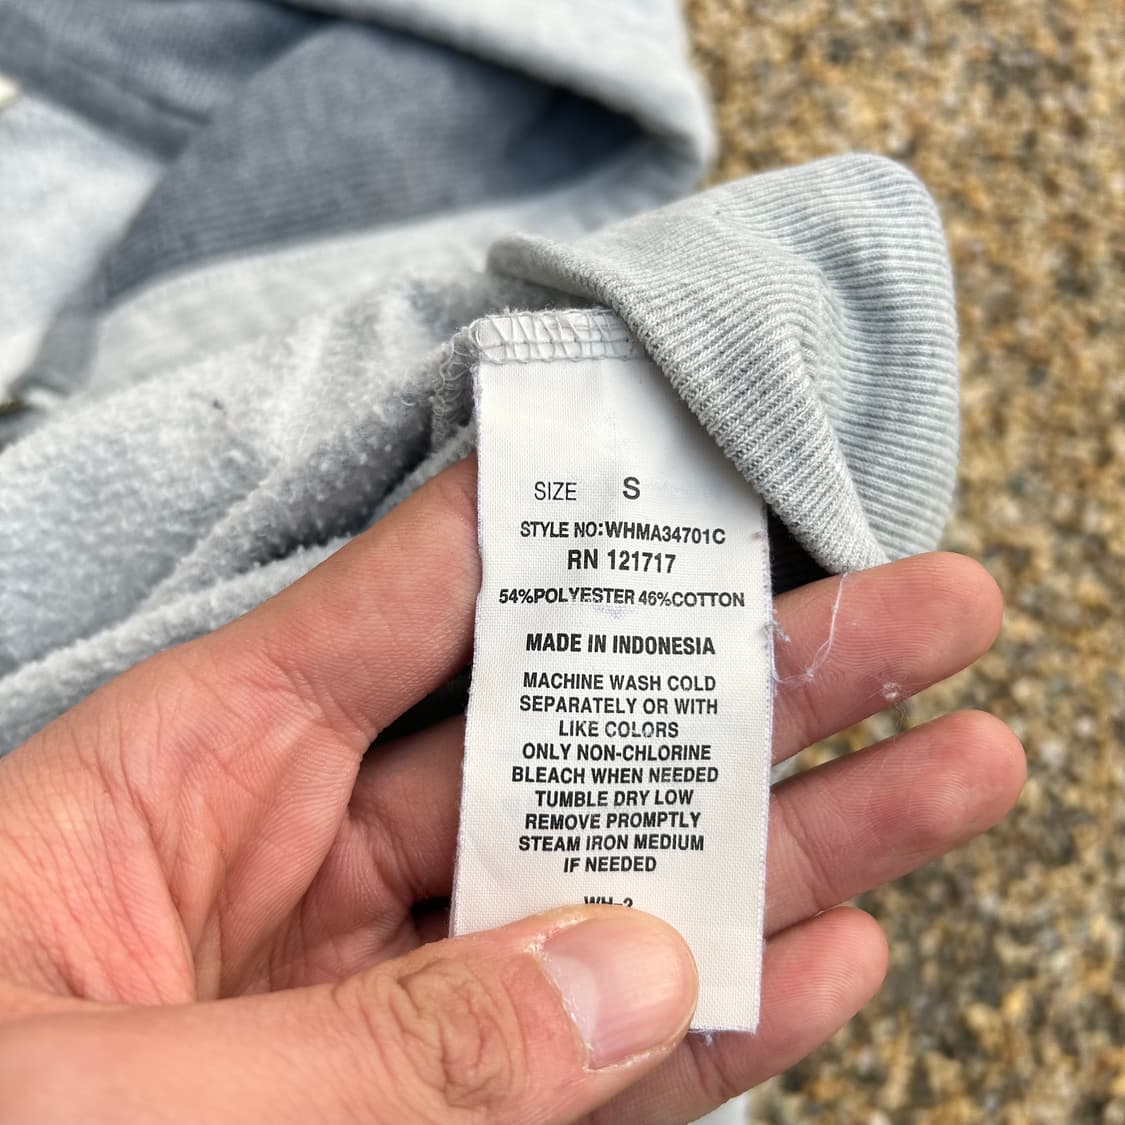 SIZE S
STYLE NO:WHMA34701C
RN 121717
54%POLYESTER 46%COTTON
MADE IN INDONESIA
MACHINE WASH COLD
SEPARATELY OR WITH
LIKE COLORS
ONLY NON-CHLORINE
BLEACH WHEN NEEDED
TUMBLE DRY LOW
REMOVE PROMPTLY
STEAM IRON MEDIUM
IF NEEDED